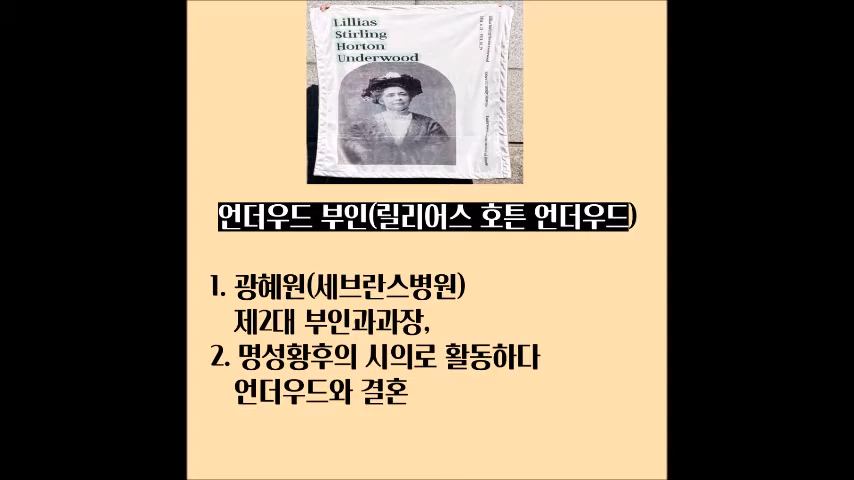 Lillias
Stirling
Horton
Underwood
언더우드 부인(릴리어스 호튼 언더우드)
1. 광혜원(세브란스병원)
제2대 부인과과장,
2. 명성황후의 시의로 활동하다
언더우드와 결혼